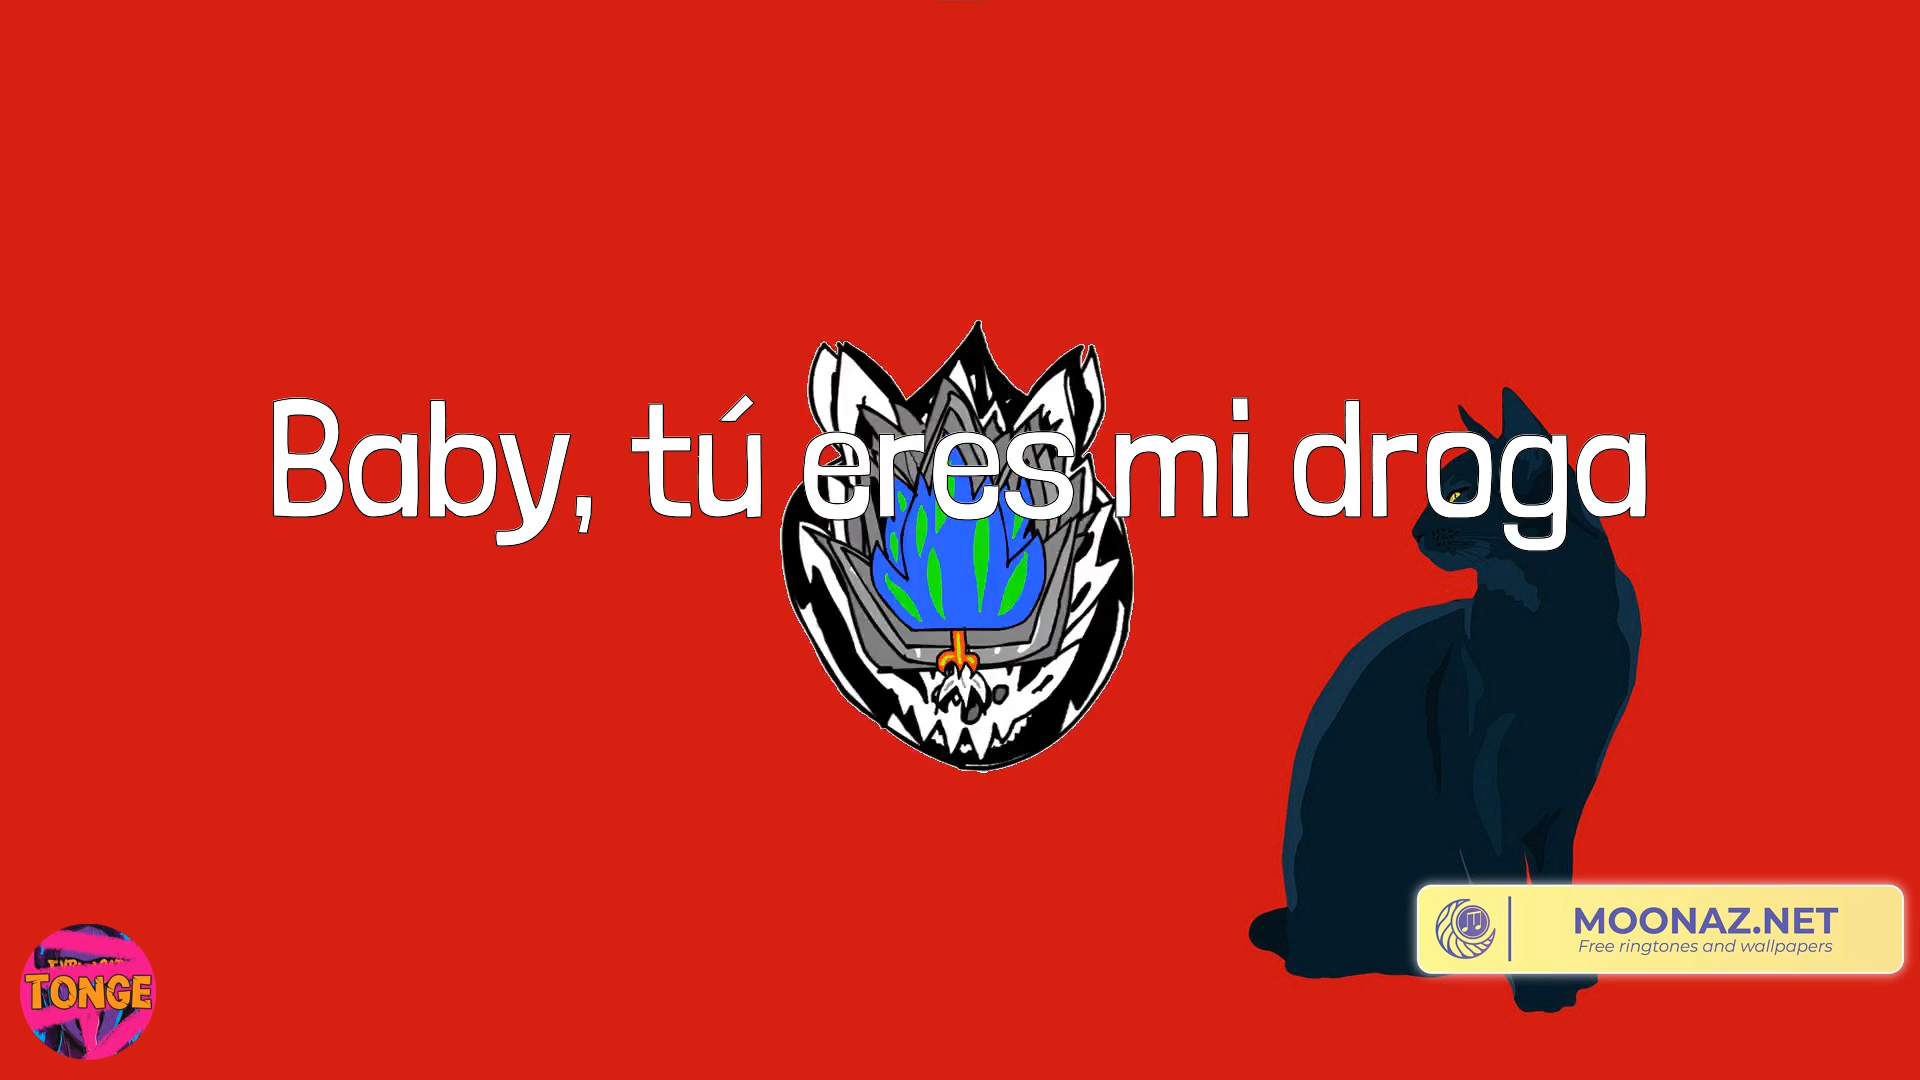 Baby, tú eres mi droga
MOONAZ.NET
Free ringtones and wallpapers
TONGE